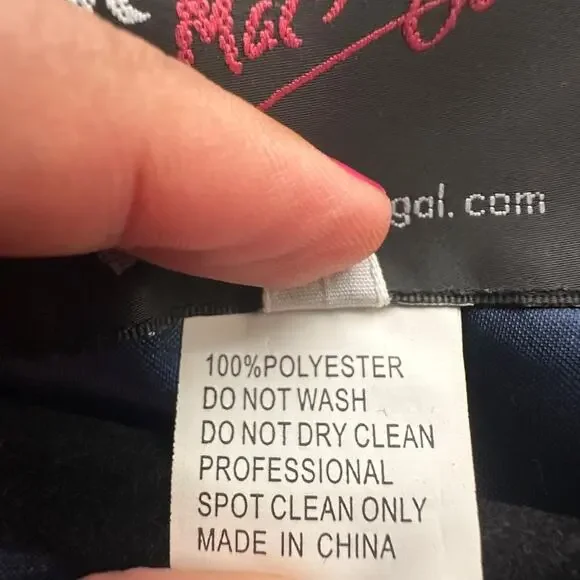 gal.com
100%POLYESTER
DO NOT WASH
DO NOT DRY CLEAN
PROFESSIONAL
SPOT CLEAN ONLY
MADE IN CHINA